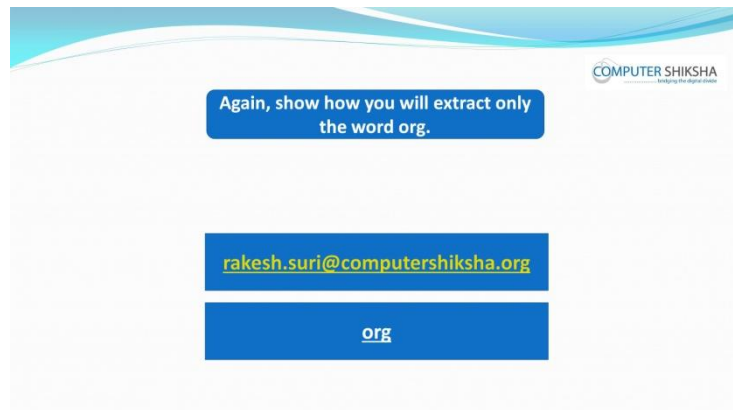 COMPUTER SHIKSHA
bridging the digital divide
Again, show how you will extract only
the word org.
rakesh.suri@computershiksha.org
org